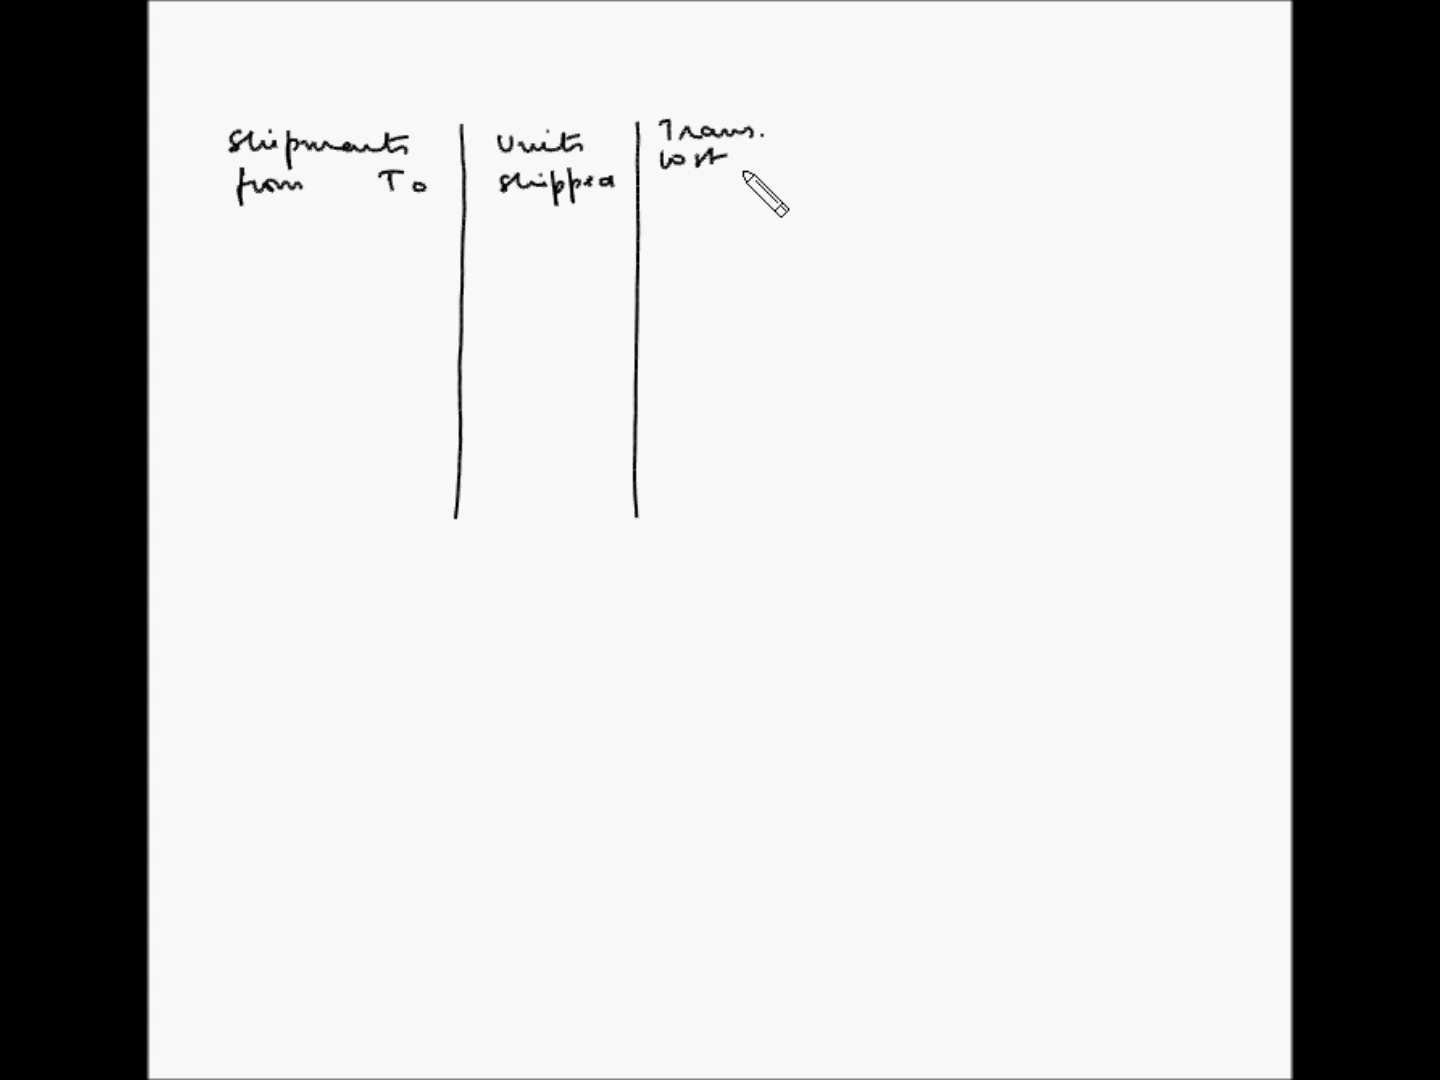 Shipments
from To
Units
shipped
Trans.
cost